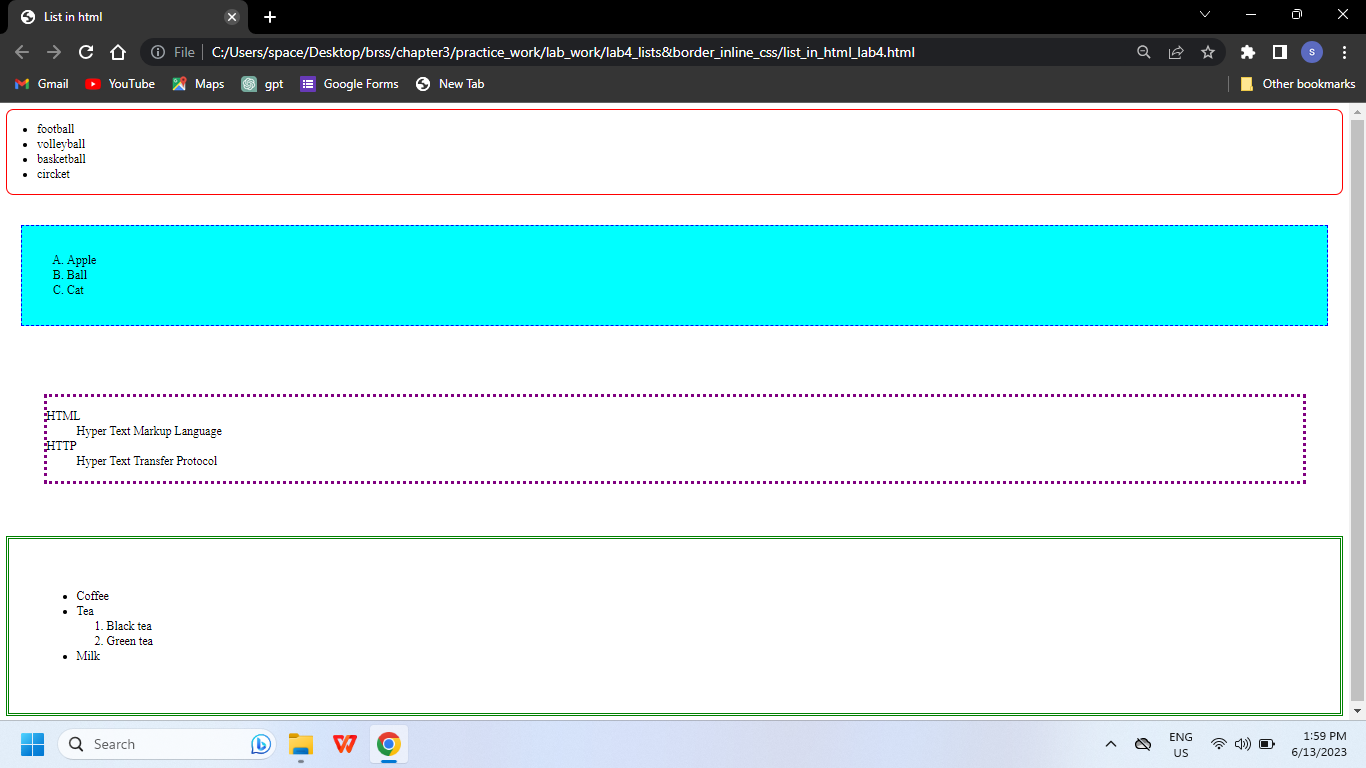 List in html
File
C:/Users/space/Desktop/brss/chapter3/practice_work/lab_work/lab4_lists&border_inline_css/list_in_html_lab4.html
S
Gmail
YouTube
Maps
gpt
Google Forms
New Tab
Other bookmarks
football
volleyball
basketball
circket
A. Apple
B. Ball
C. Cat
HTML
Hyper Text Markup Language
HTTP
Hyper Text Transfer Protocol
Coffee
Tea
1. Black tea
2. Green tea
Milk
Search
ENG
US
1:59 PM
6/13/2023